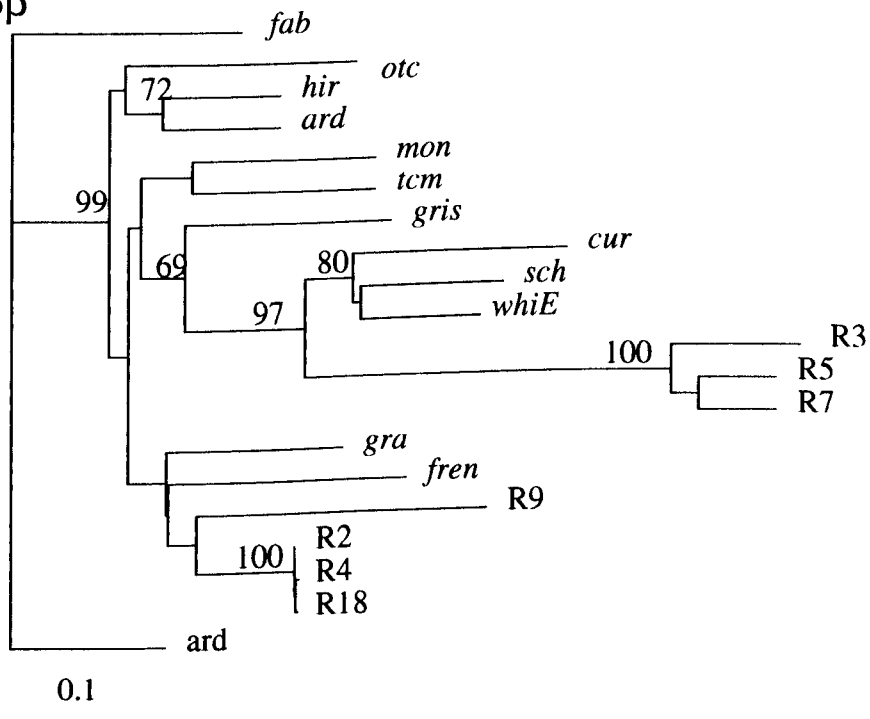 fab
otc
72
hir
ard
mon
99
tcm
gris
69
cur
80
sch
whiE
97
R3
100
R5
R7
gra
fren
R9
R2
100
R4
R18
ard
0.1